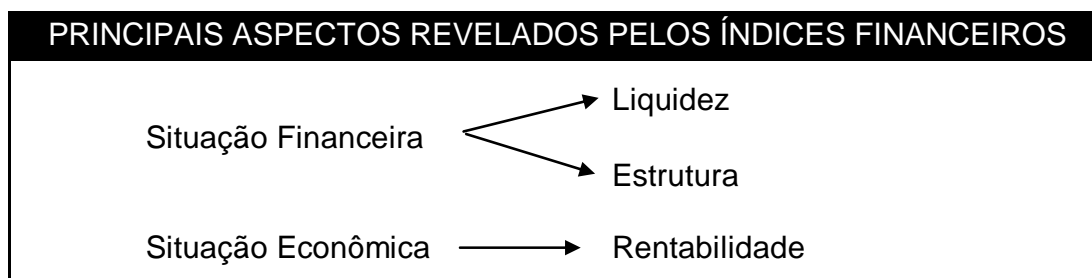 PRINCIPAIS ASPECTOS REVELADOS PELOS ÍNDICES FINANCEIROS
Liquidez
Situação Financeira
Estrutura
Situação Econômica Rentabilidade